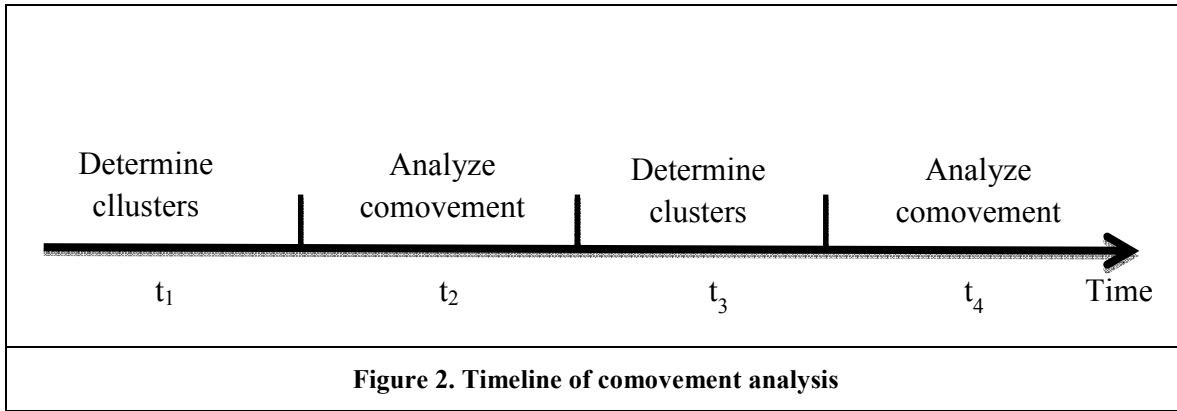 Determine Analyze Determine Analyze
cllusters comovement clusters comovement
t₁ t₂ t₃ t₄ Time
Figure 2. Timeline of comovement analysis